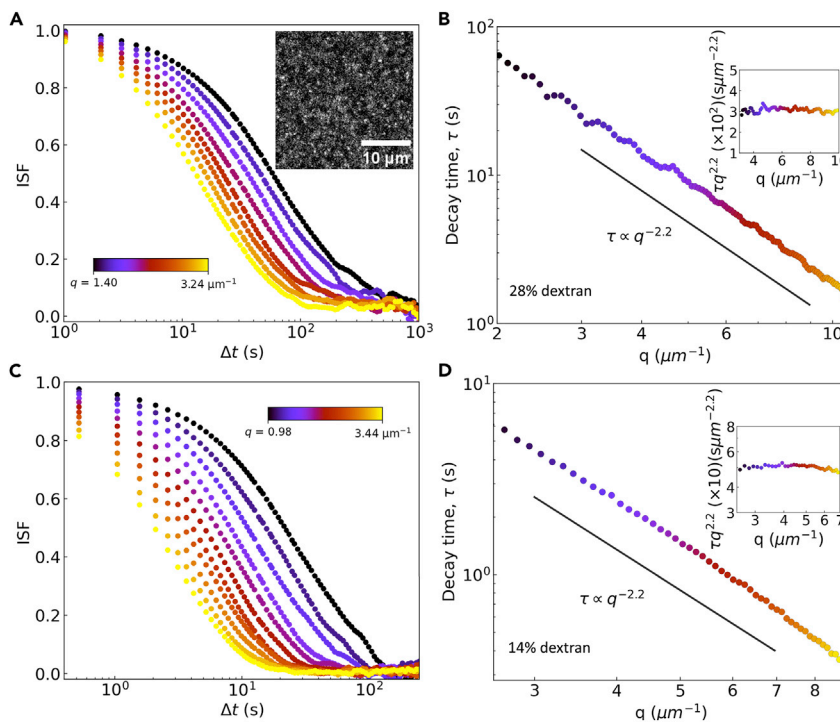 A
1.0
0.8
0.6
0.4
0.2
0.0
ISF
10 μm
q = 1.40
3.24 μm⁻¹
10⁰
10¹
10²
10³
Δt (s)
B
10²
10¹
10⁰
Decay time, τ (s)
τ ∝ q⁻²·²
28% dextran
2
3
4
6
10
q (μm⁻¹)
τq²·² (×10²)(sμm⁻²·²)
5
4
3
2
1
4
6
8
10
q (μm⁻¹)
C
1.0
0.8
0.6
0.4
0.2
0.0
ISF
q = 0.98
3.44 μm⁻¹
10⁰
10¹
10²
Δt (s)
D
10¹
10⁰
Decay time, τ (s)
τ ∝ q⁻²·²
14% dextran
3
4
5
6
7
8
q (μm⁻¹)
τq²·² (×10)(sμm⁻²·²)
8
6
4
3
3
4
5
6
7
q (μm⁻¹)